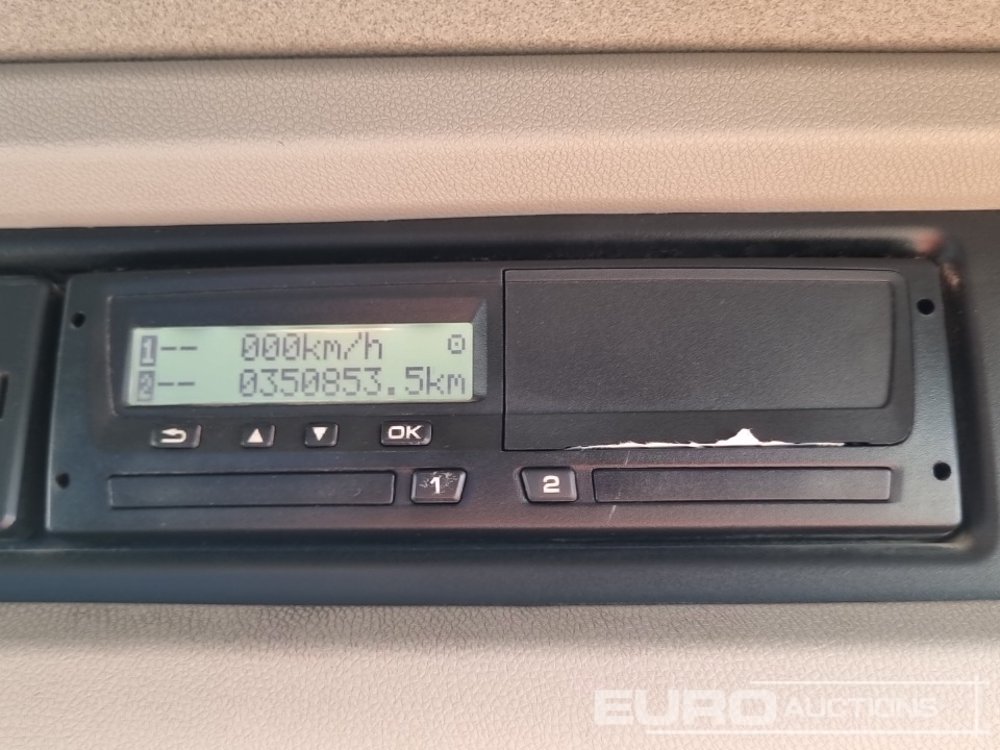 1-- 000km/h
2-- 0350853.5km
OK
1 2
EURO AUCTIONS